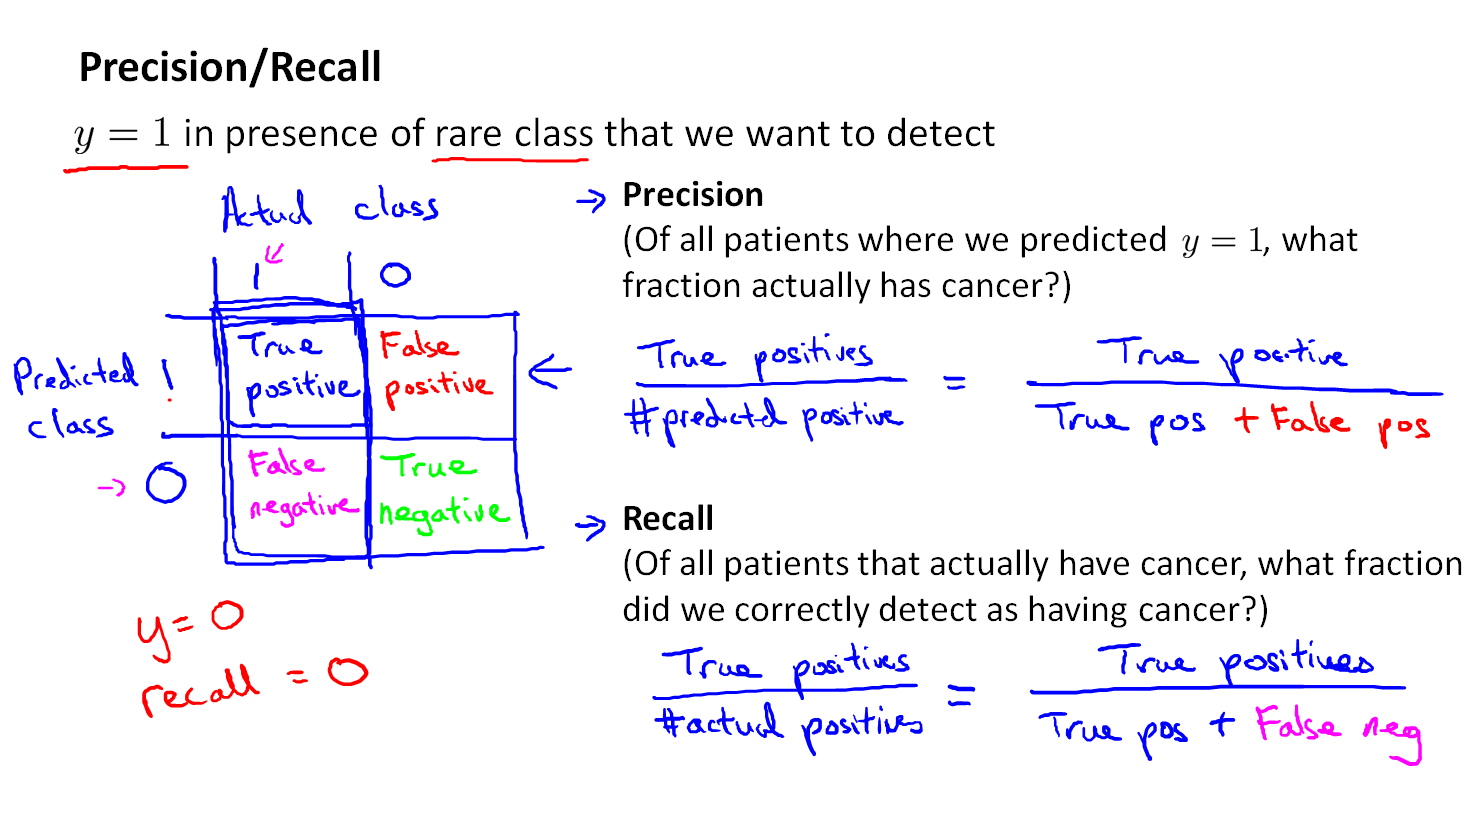 Precision/Recall
y = 1 in presence of rare class that we want to detect
Actual class
1 0
Predicted class
1
True positive
False positive
0
False negative
True negative
y = 0
recall = 0
→ Precision
(Of all patients where we predicted y = 1, what
fraction actually has cancer?)
True positives
#predicted positive
=
True positive
True pos + False pos
→ Recall
(Of all patients that actually have cancer, what fraction
did we correctly detect as having cancer?)
True positives
#actual positives
=
True positives
True pos + False neg